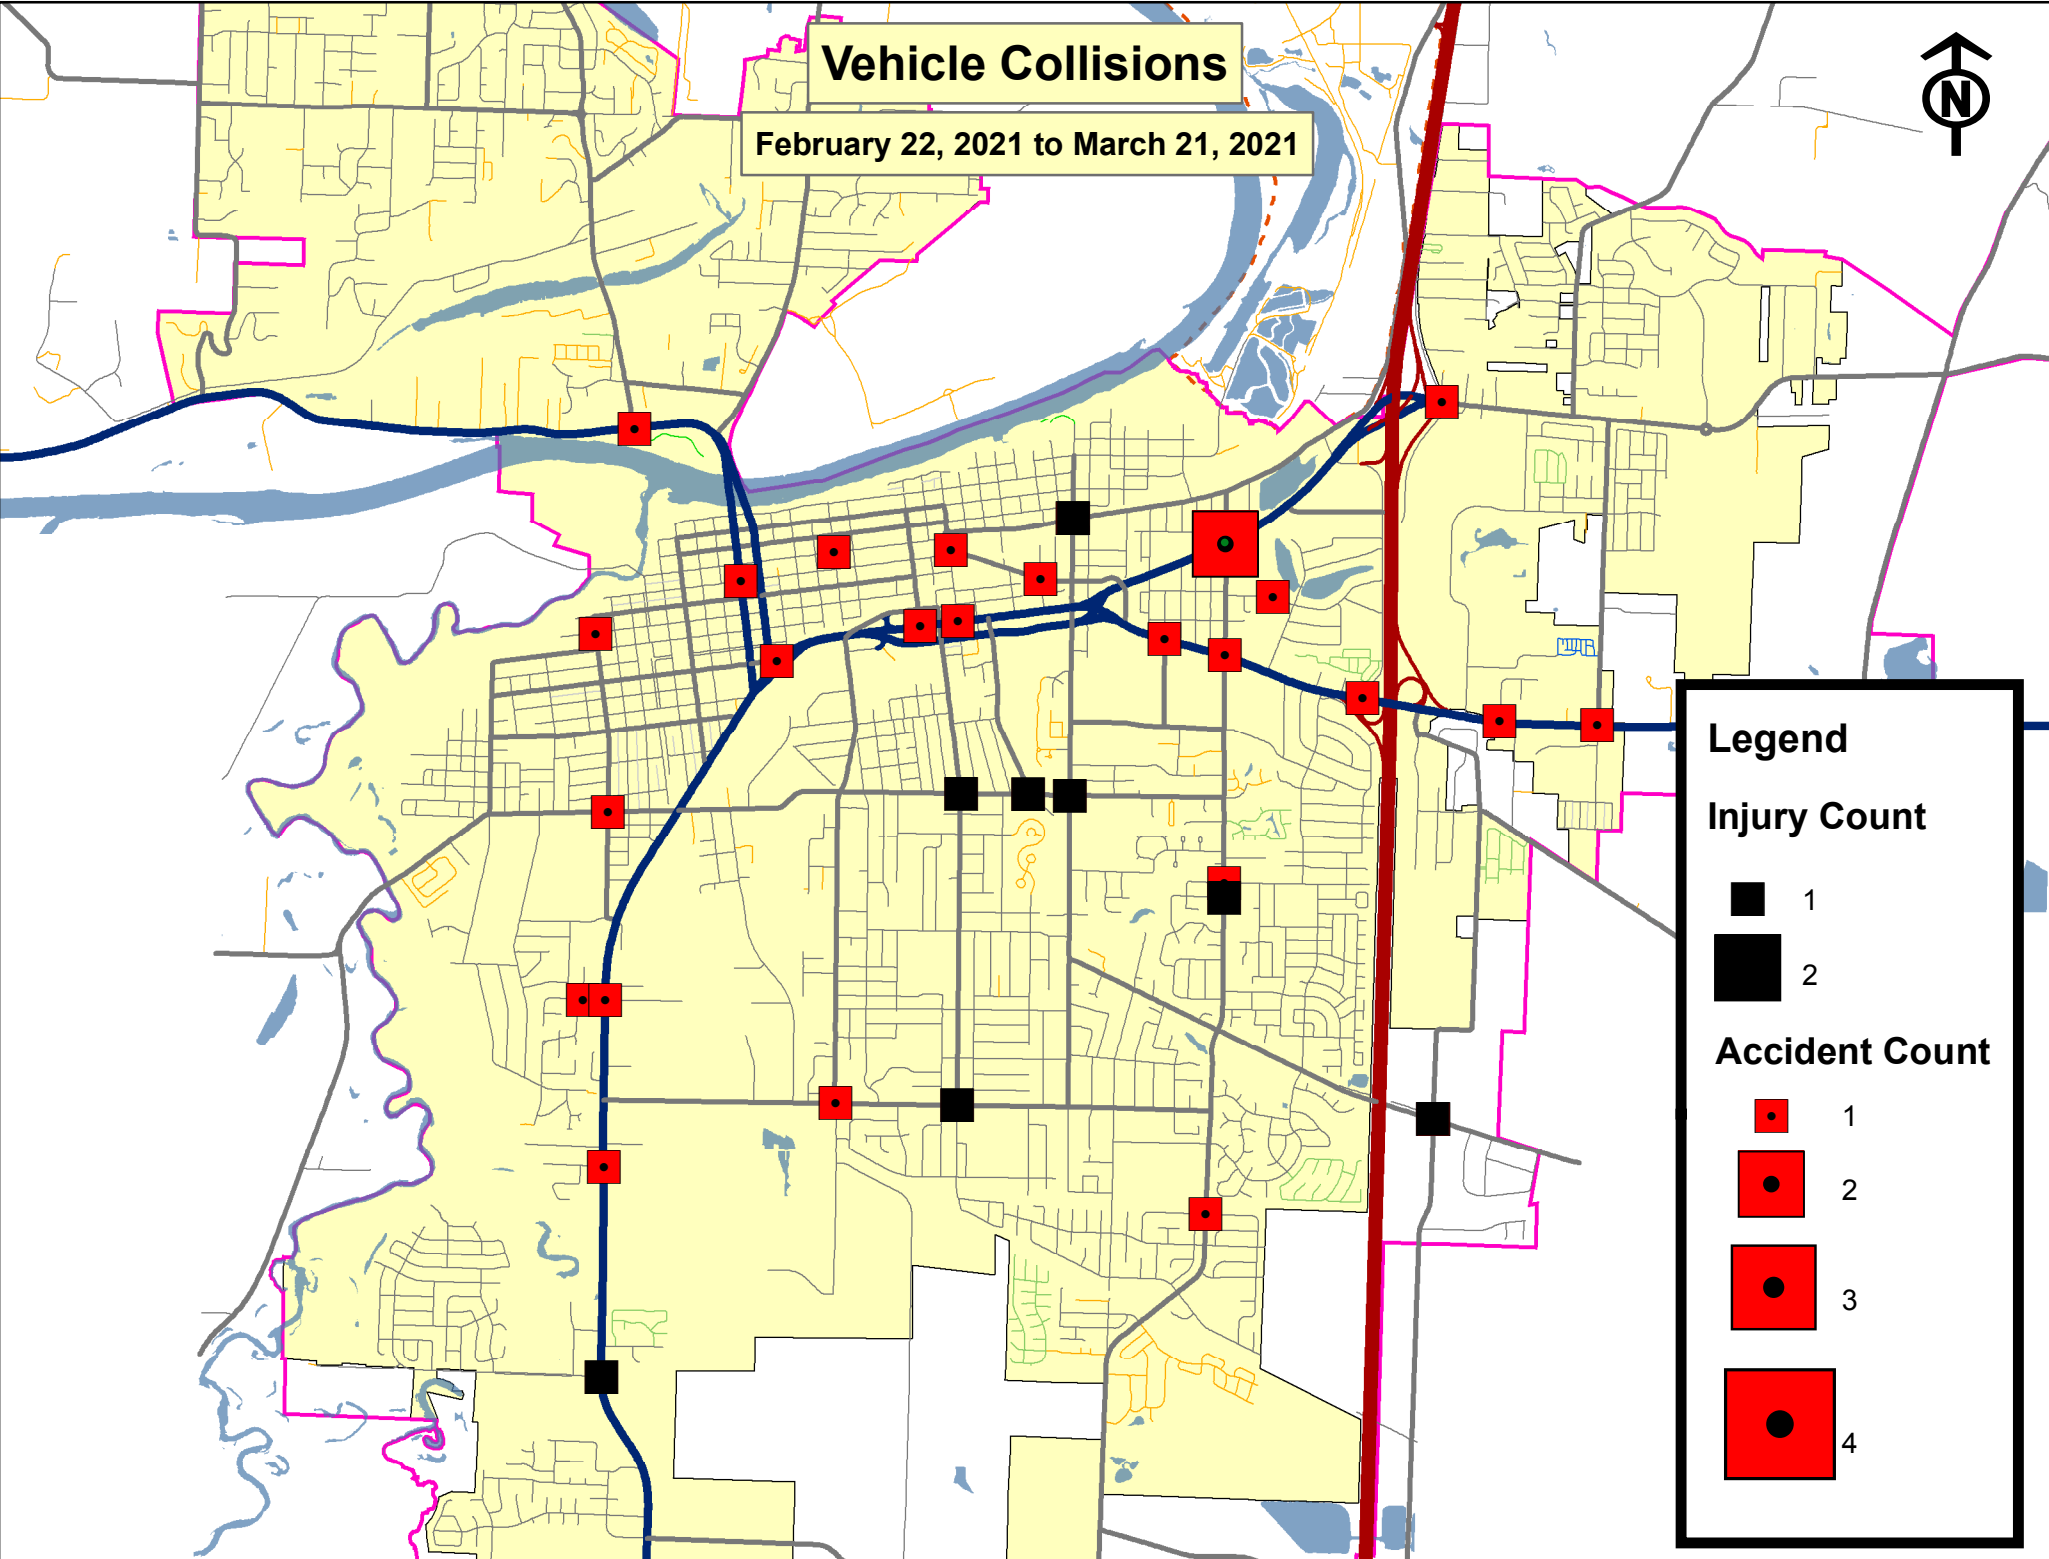 Vehicle Collisions
February 22, 2021 to March 21, 2021
N
Legend
Injury Count
1
2
Accident Count
1
2
3
4